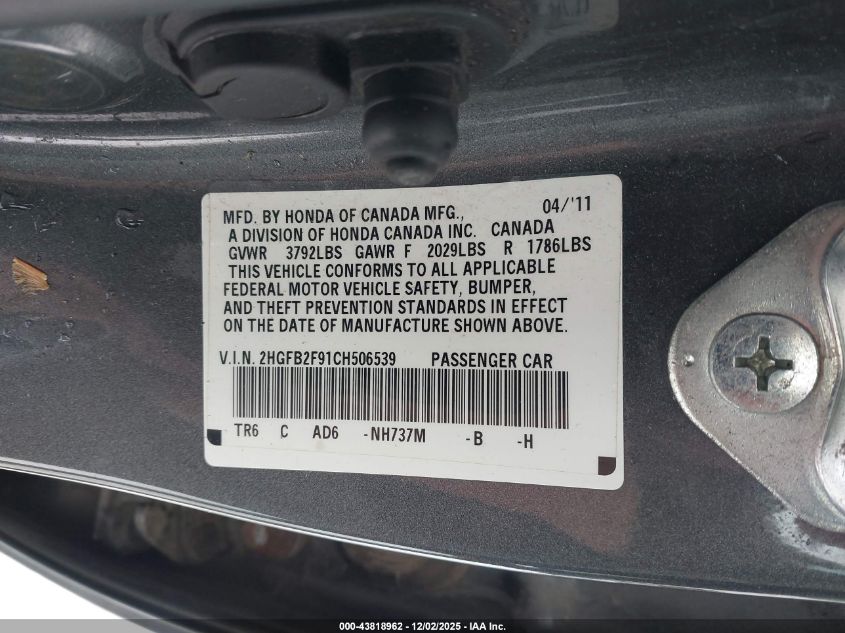 MFD. BY HONDA OF CANADA MFG., 04/'11
A DIVISION OF HONDA CANADA INC. CANADA
GVWR 3792LBS GAWR F 2029LBS R 1786LBS
THIS VEHICLE CONFORMS TO ALL APPLICABLE
FEDERAL MOTOR VEHICLE SAFETY, BUMPER,
AND THEFT PREVENTION STANDARDS IN EFFECT
ON THE DATE OF MANUFACTURE SHOWN ABOVE.
V.I.N. 2HGFB2F91CH506539 PASSENGER CAR
TR6 C AD6 -NH737M -B -H
000-43818962 - 12/02/2025 - IAA Inc.